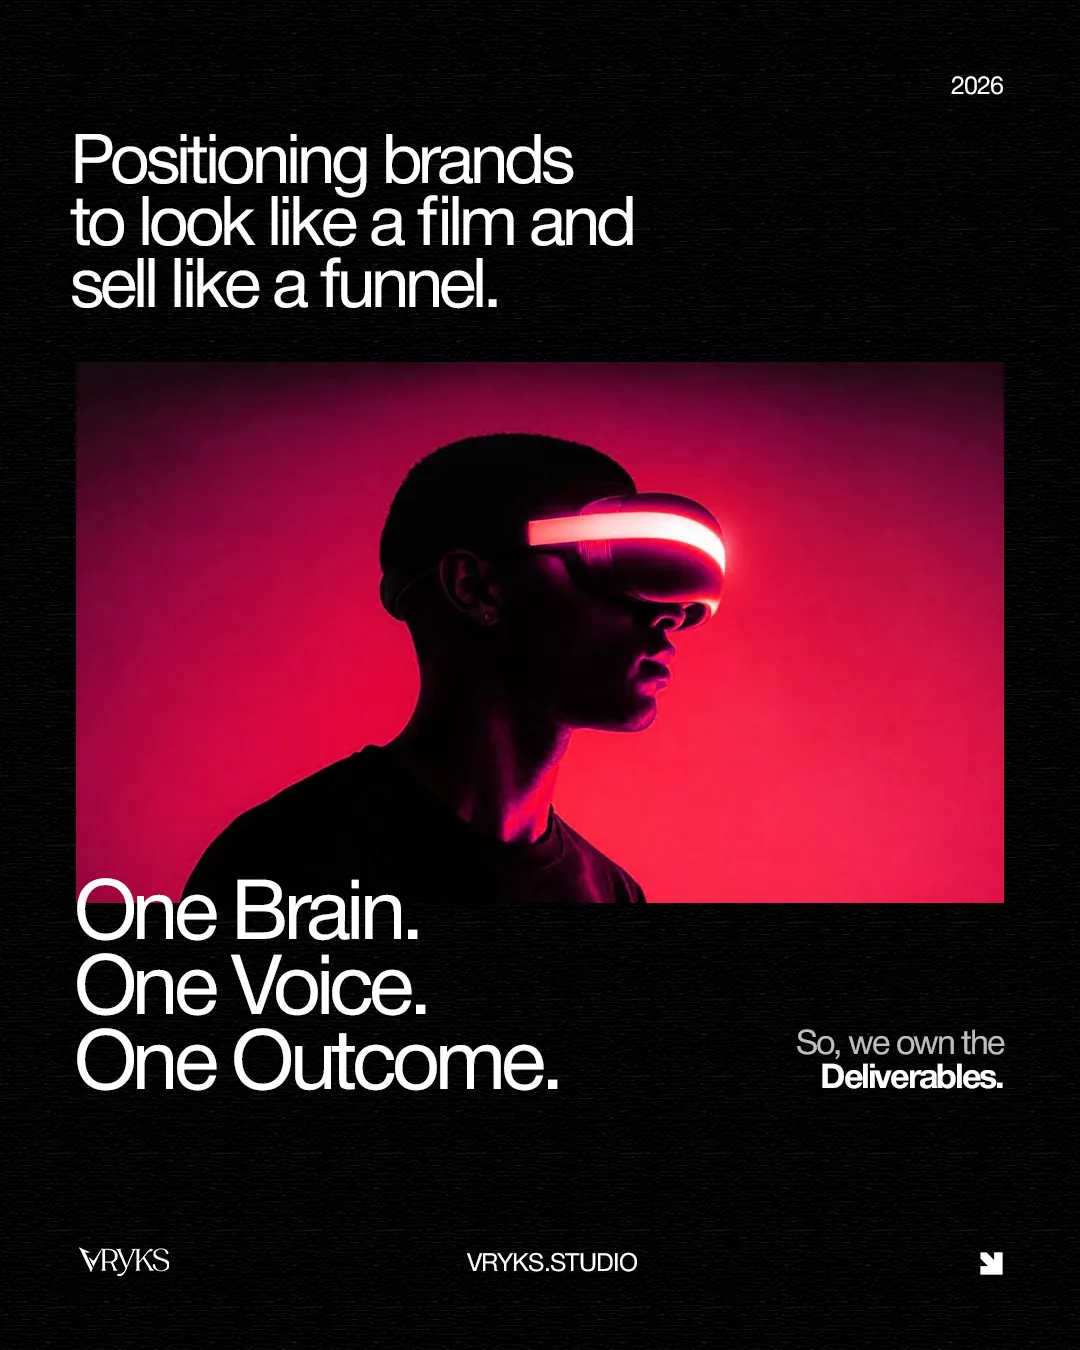 2026
Positioning brands
to look like a film and
sell like a funnel.
One Brain.
One Voice.
One Outcome.
So, we own the
Deliverables.
VRYKS
VRYKS.STUDIO